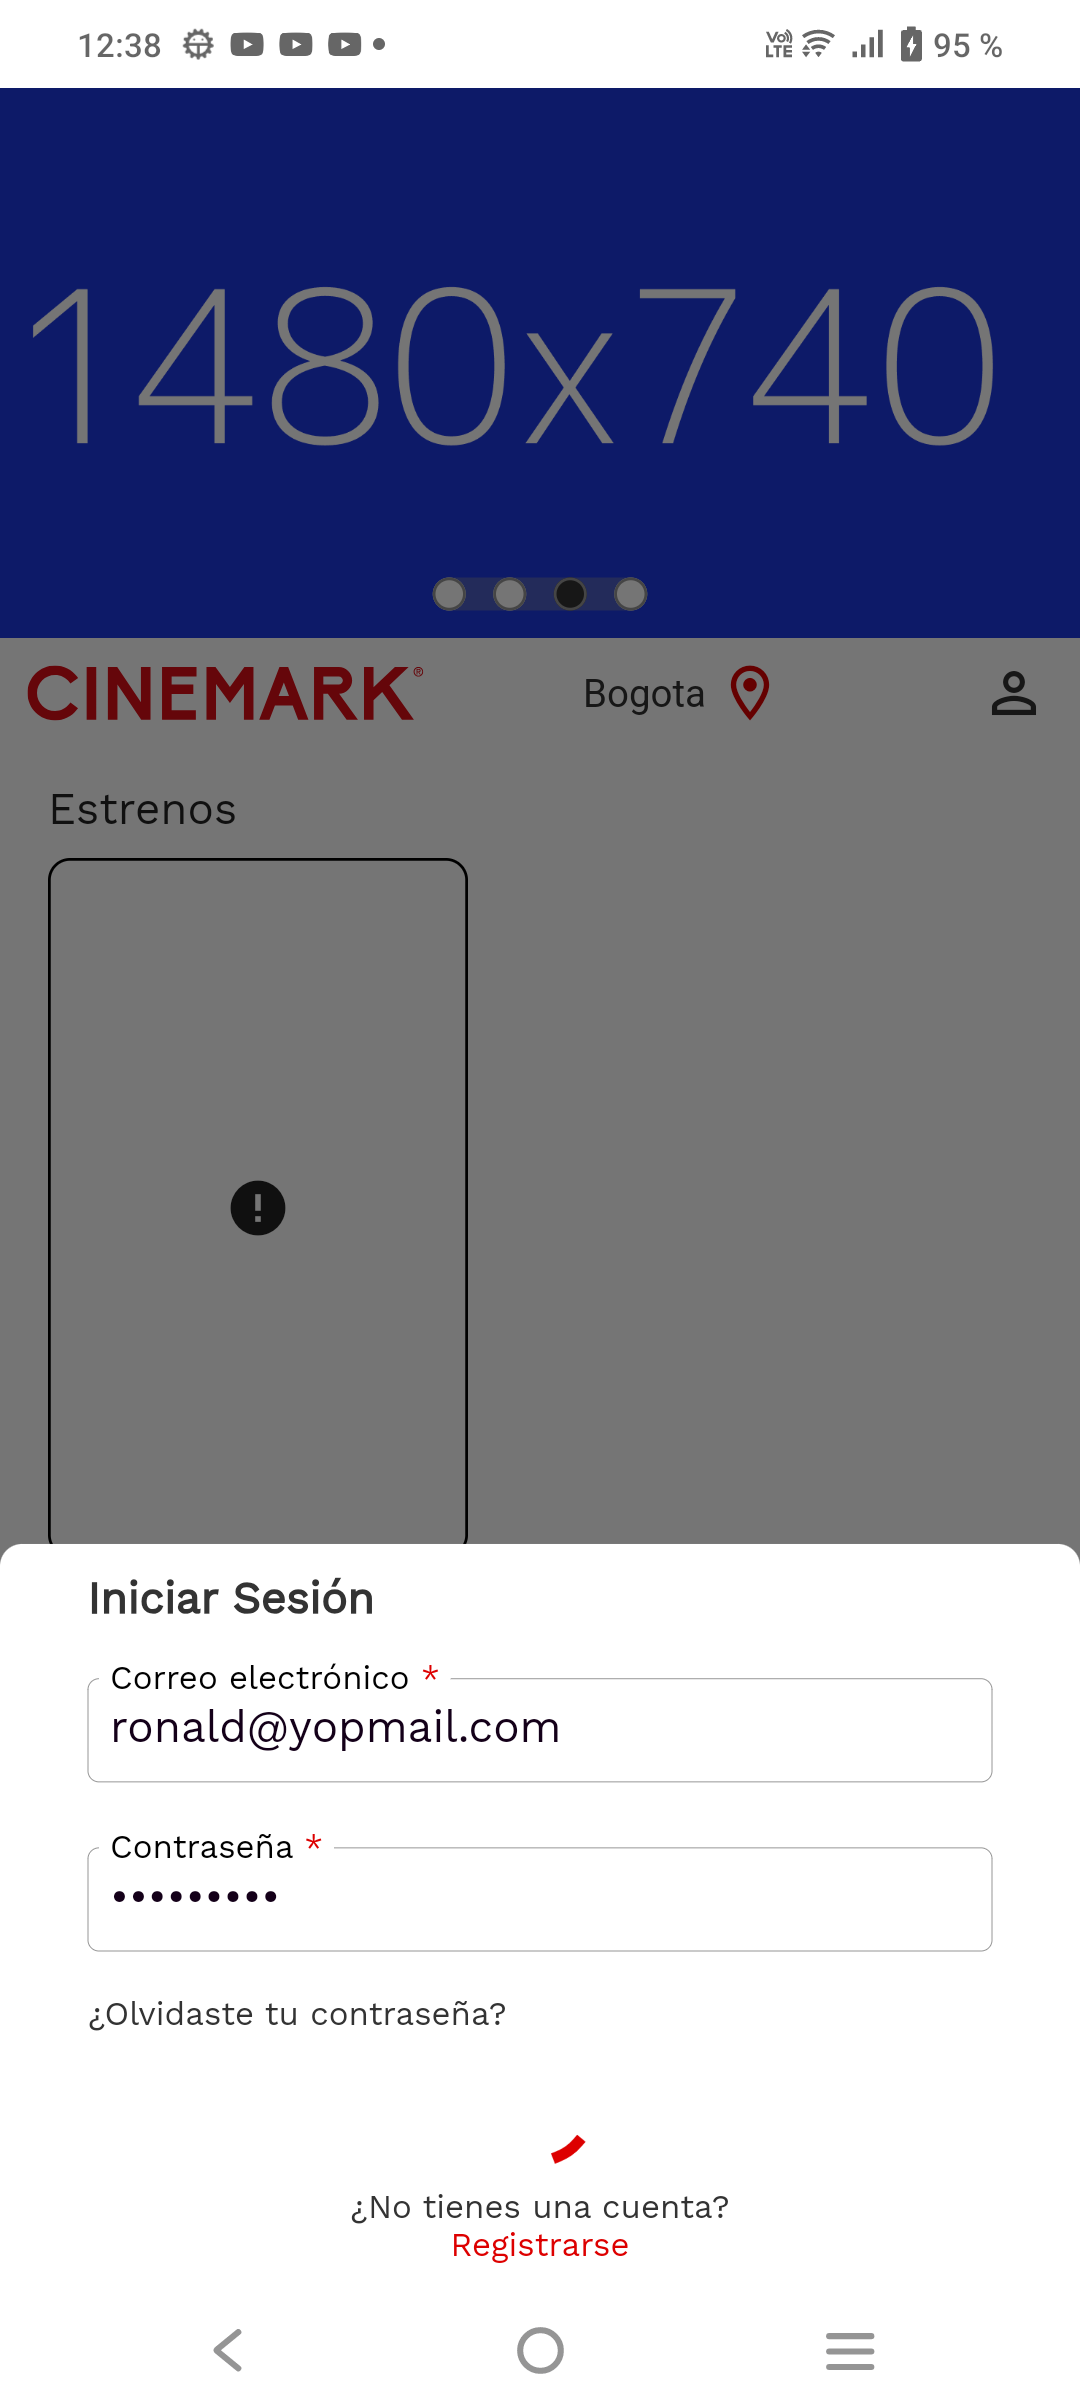 12:38
Vo) LTE
95 %
1480x740
CINEMARK®
Bogota
Estrenos
Iniciar Sesión
Correo electrónico *
ronald@yopmail.com
Contraseña *
•••••••••
¿Olvidaste tu contraseña?
¿No tienes una cuenta?
Registrarse